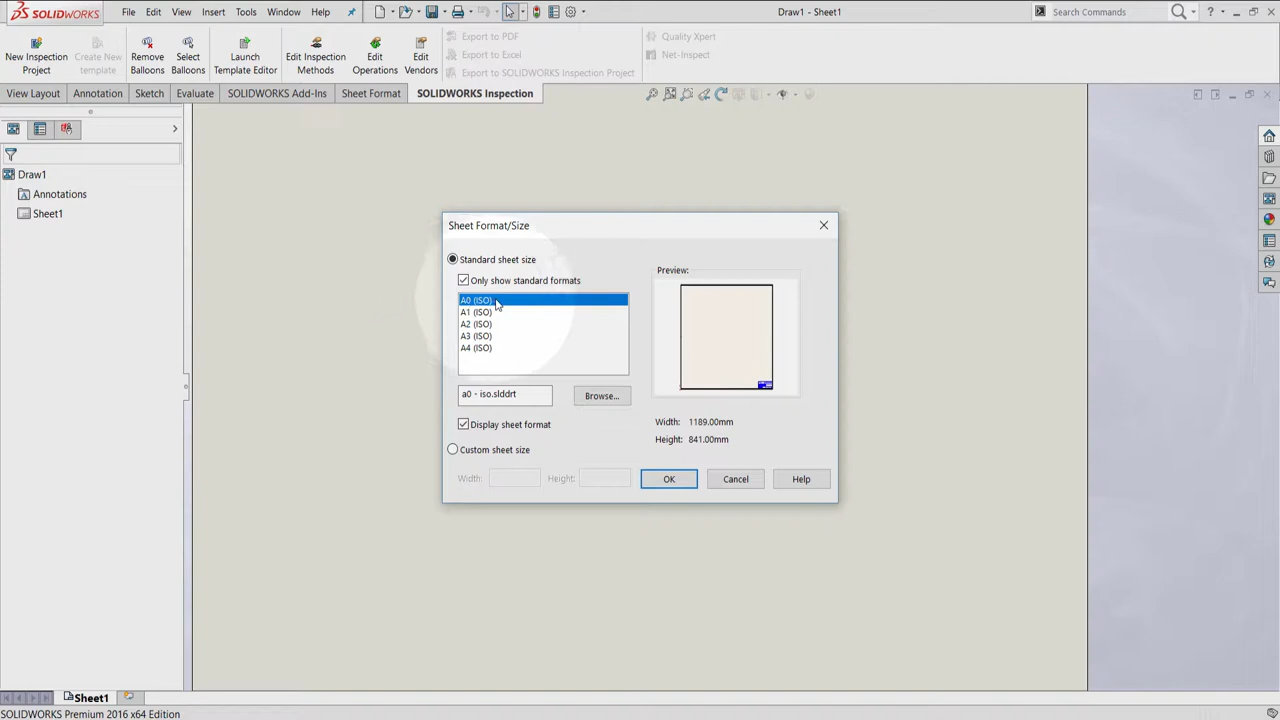 SOLIDWORKS File Edit View Insert Tools Window Help Draw1 - Sheet1 Search Commands ?
New Inspection Project
Create New template
Remove Balloons
Select Balloons
Launch Template Editor
Edit Inspection Methods
Edit Operations
Edit Vendors
Export to PDF
Export to Excel
Export to SOLIDWORKS Inspection Project
Quality Xpert
Net-Inspect
View Layout Annotation Sketch Evaluate SOLIDWORKS Add-Ins Sheet Format SOLIDWORKS Inspection
Draw1
Annotations
Sheet1
Sheet Format/Size
Standard sheet size
Only show standard formats
A0 (ISO)
A1 (ISO)
A2 (ISO)
A3 (ISO)
A4 (ISO)
a0 - iso.slddrt
Browse...
Display sheet format
Custom sheet size
Width: Height:
Preview:
Width: 1189.00mm
Height: 841.00mm
OK Cancel Help
Sheet1
SOLIDWORKS Premium 2016 x64 Edition